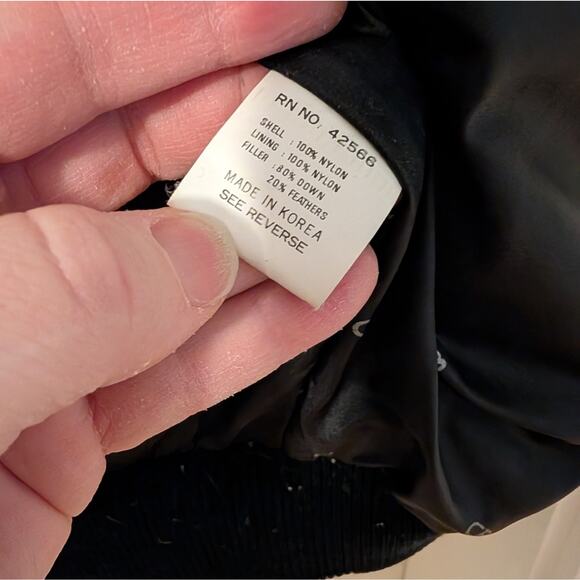 RN NO: 42566
SHELL : 100% NYLON
LINING : 100% NYLON
FILLER : 80% DOWN
20% FEATHERS
MADE IN KOREA
SEE REVERSE